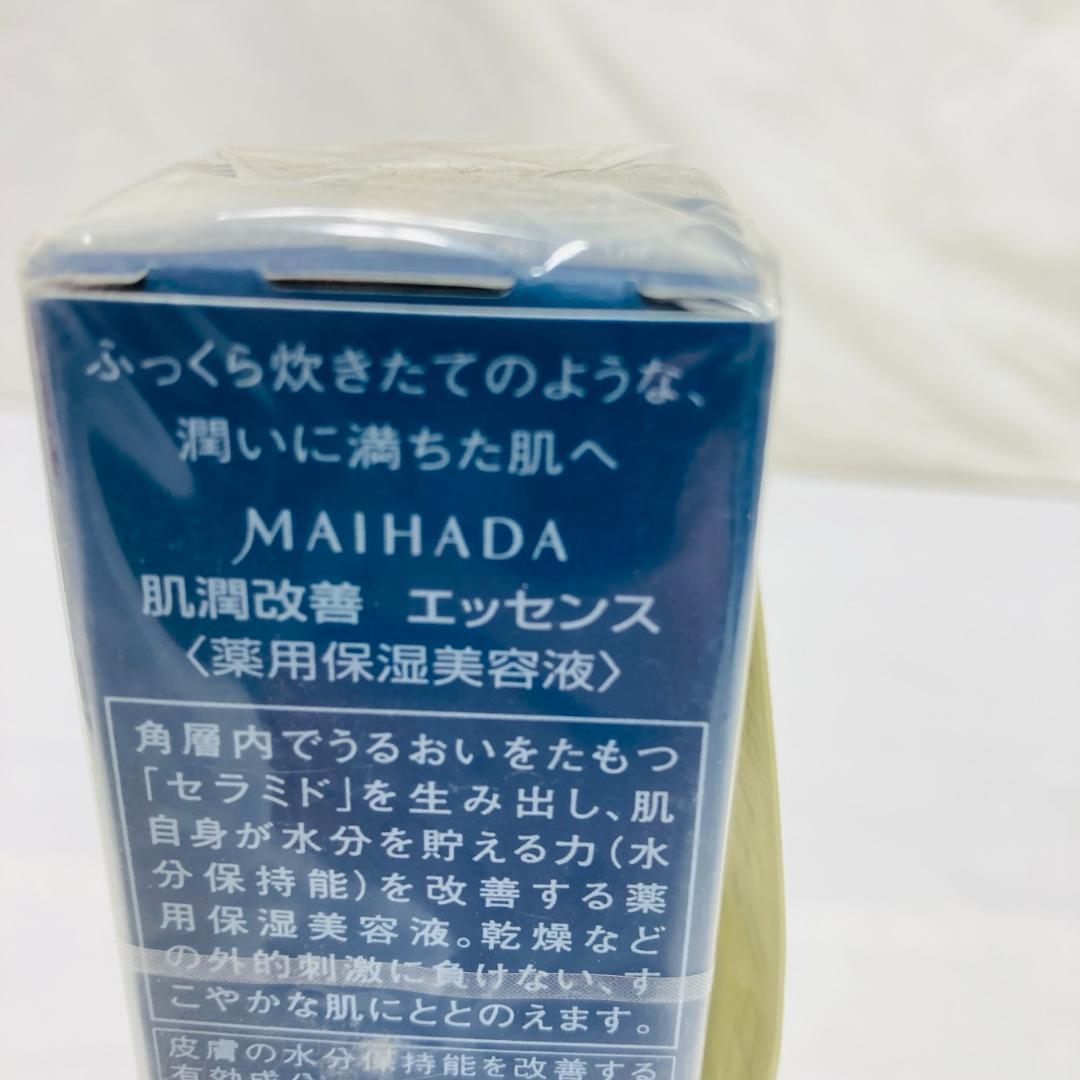 ふっくら炊きたてのような、
潤いに満ちた肌へ
MAIHADA
肌潤改善 エッセンス
〈薬用保湿美容液〉
角層内でうるおいをたもつ
「セラミド」を生み出し、肌
自身が水分を貯える力(水
分保持能)を改善する薬
用保湿美容液。乾燥など
の外的刺激に負けない、す
こやかな肌にととのえます。
皮膚の水分保持能を改善する
有効成分